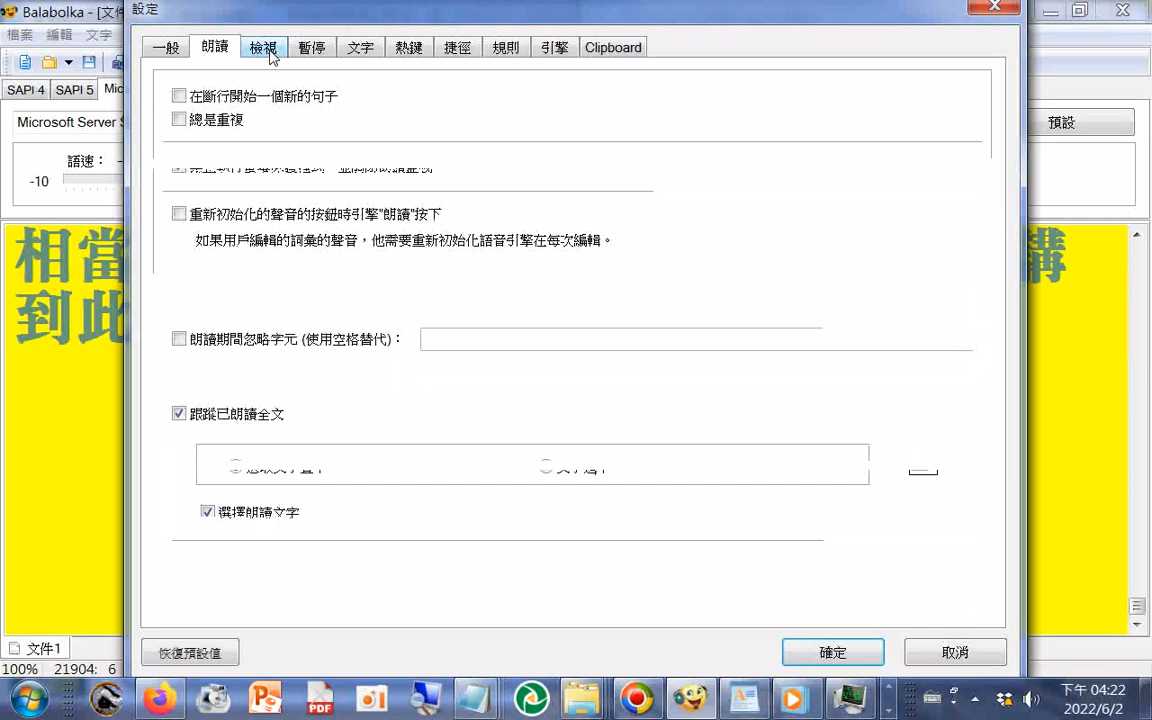 Balabolka - [文件
設定
檔案 編輯 文字
一般 朗讀 檢視 暫停 文字 熱鍵 捷徑 規則 引擎 Clipboard
SAPI 4 SAPI 5 Mic
在斷行開始一個新的句子
Microsoft Server S
總是重複
預設
語速：
-10
重新初始化的聲音的按鈕時引擎"朗讀"按下
如果用戶編輯的詞彙的聲音，他需要重新初始化語音引擎在每次編輯。
相當
講
到此
朗讀期間忽略字元 (使用空格替代)：
跟蹤已朗讀全文
選擇朗讀文字
文件1
恢復預設值 確定 取消
100% 21904; 6
PDF
下午 04:22
2022/6/2